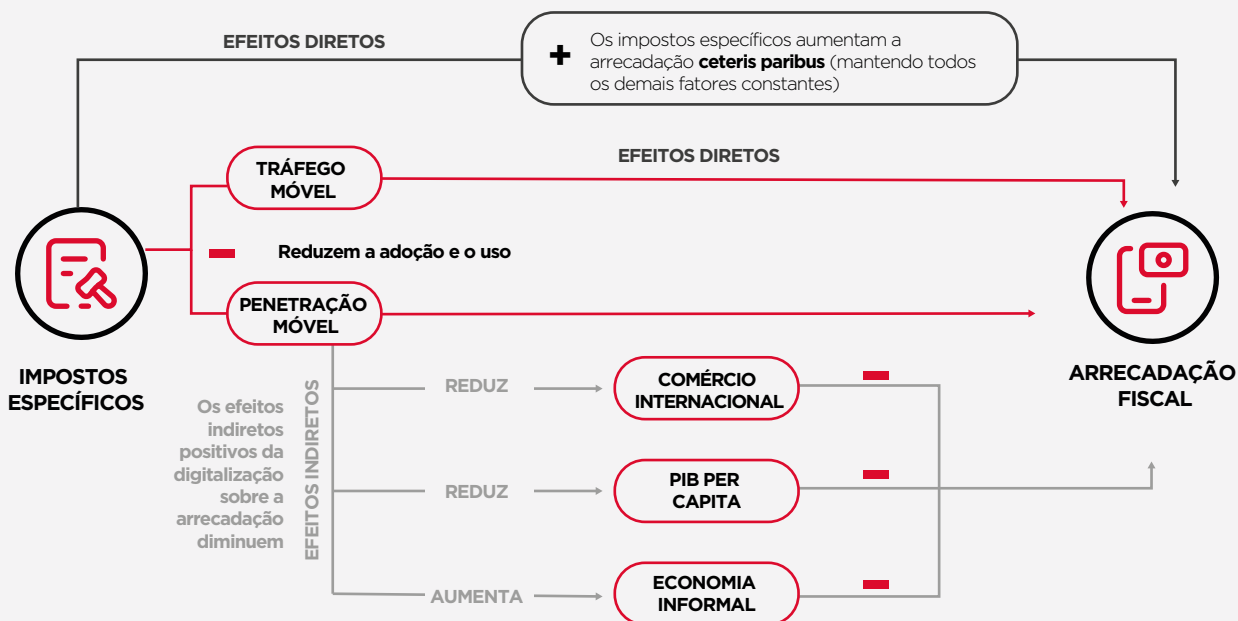 EFEITOS DIRETOS
+
Os impostos específicos aumentam a
arrecadação ceteris paribus (mantendo todos
os demais fatores constantes)
TRÁFEGO
MÓVEL
EFEITOS DIRETOS
Reduzem a adoção e o uso
PENETRAÇÃO
MÓVEL
IMPOSTOS
ESPECÍFICOS
ARRECADAÇÃO
FISCAL
Os efeitos
indiretos
positivos da
digitalização
sobre a
arrecadação
diminuem
EFEITOS INDIRETOS
REDUZ
COMÉRCIO
INTERNACIONAL
REDUZ
PIB PER
CAPITA
AUMENTA
ECONOMIA
INFORMAL